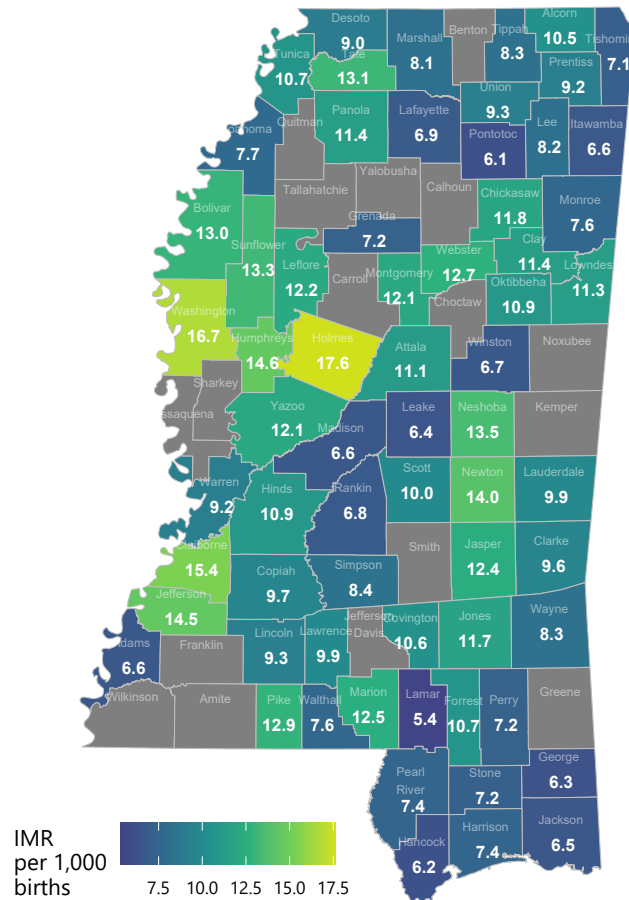 Desoto
9.0
Marshall
8.1
Benton
Tippah
8.3
Alcorn
10.5
Tishomin
7.1
Tunica
10.7
Tate
13.1
Prentiss
9.2
Union
9.3
Panola
11.4
Lafayette
6.9
Quitman
oahoma
7.7
Pontotoc
6.1
Lee
8.2
Itawamba
6.6
Tallahatchie
Yalobusha
Calhoun
Chickasaw
11.8
Monroe
7.6
Bolivar
13.0
Grenada
7.2
Sunflower
13.3
Leflore
12.2
Carroll
Montgomery
12.1
Webster
12.7
Clay
11.4
Lowndes
11.3
Oktibbeha
10.9
Choctaw
Washington
16.7
Humphreys
14.6
Holmes
17.6
Attala
11.1
Winston
6.7
Noxubee
Sharkey
ssaquena
Yazoo
12.1
Madison
6.6
Leake
6.4
Neshoba
13.5
Kemper
Warren
9.2
Hinds
10.9
Rankin
6.8
Scott
10.0
Newton
14.0
Lauderdale
9.9
Claiborne
15.4
Copiah
9.7
Simpson
8.4
Smith
Jasper
12.4
Clarke
9.6
Jefferson
14.5
Adams
6.6
Franklin
Lincoln
9.3
Lawrence
9.9
Jefferson
Davis
Covington
10.6
Jones
11.7
Wayne
8.3
Wilkinson
Amite
Pike
12.9
Walthall
7.6
Marion
12.5
Lamar
5.4
Forrest
10.7
Perry
7.2
Greene
Pearl
River
7.4
Stone
7.2
George
6.3
Hancock
6.2
Harrison
7.4
Jackson
6.5
IMR
per 1,000
births
7.5 10.0 12.5 15.0 17.5